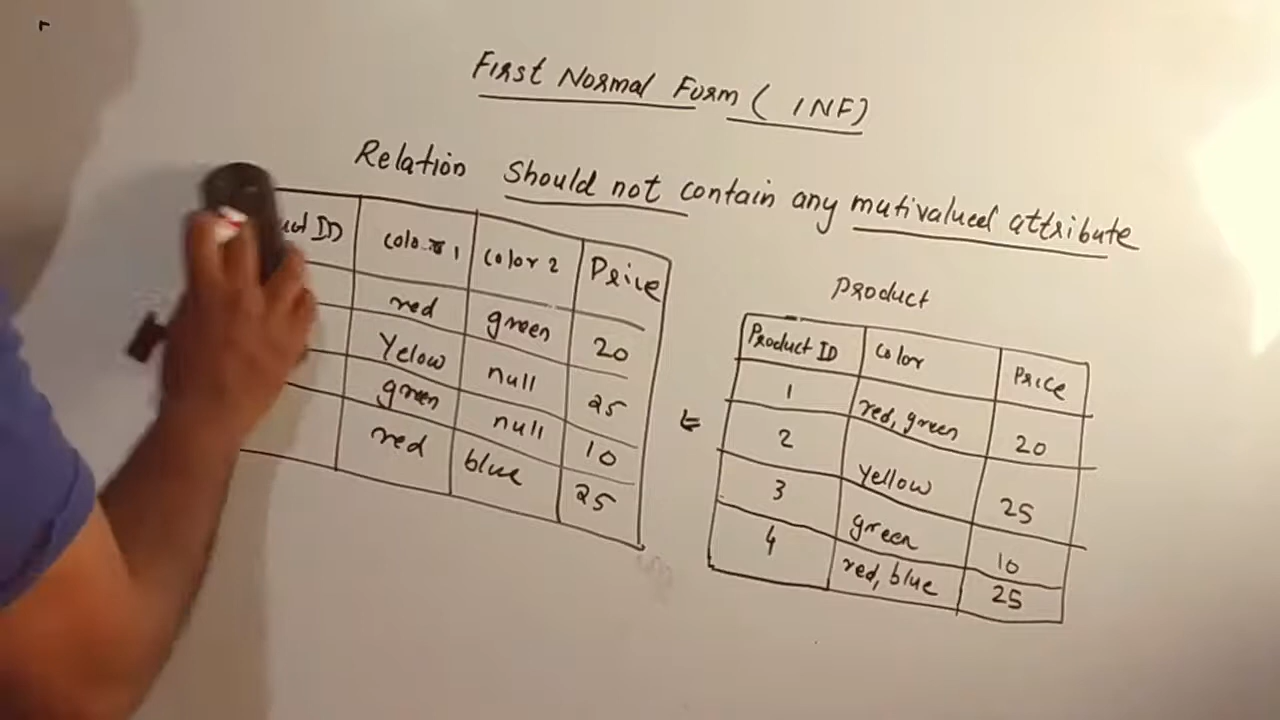 First Normal Form (1NF)
Relation Should not contain any mutivalued attribute
ID color 1 color 2 Price
red green 20
Yelow null 25
green null 10
red blue 25
Product
Product ID color Price
1 red, green 20
2 yellow 25
3 green 10
4 red, blue 25